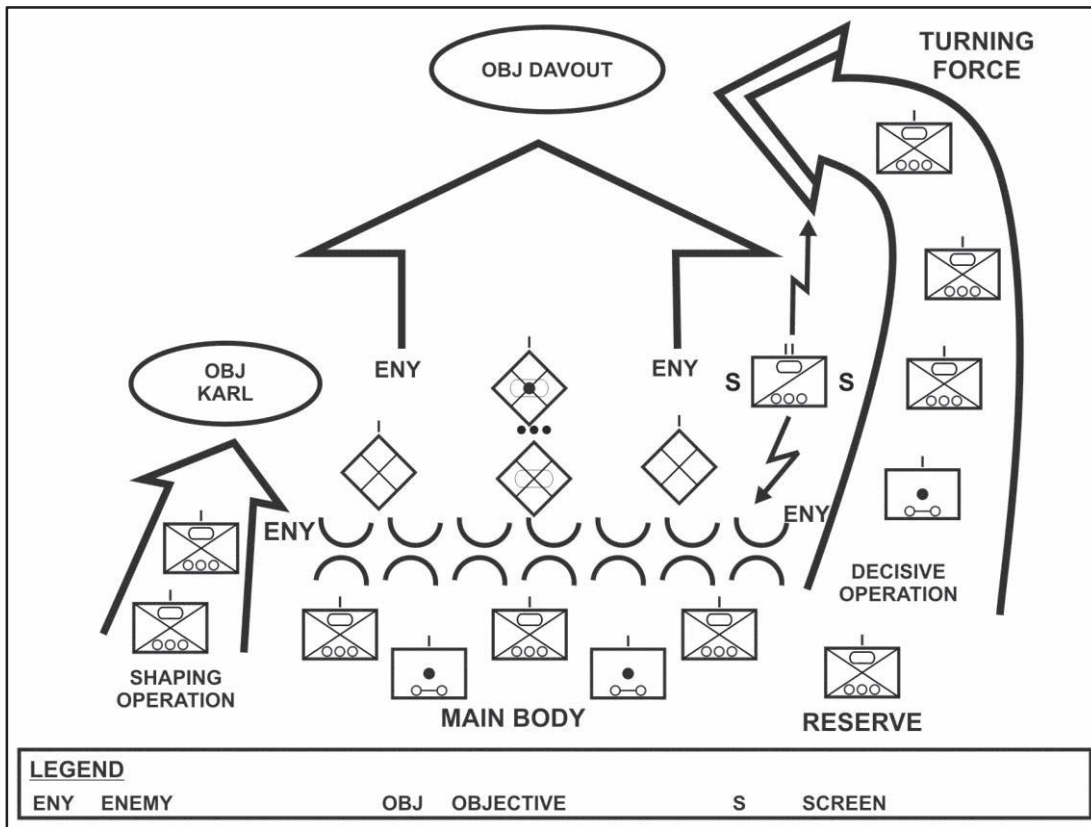 TURNING
FORCE
OBJ DAVOUT
ENY
ENY
S
S
OBJ
KARL
ENY
ENY
DECISIVE
OPERATION
SHAPING
OPERATION
MAIN BODY
RESERVE
LEGEND
ENY ENEMY OBJ OBJECTIVE S SCREEN